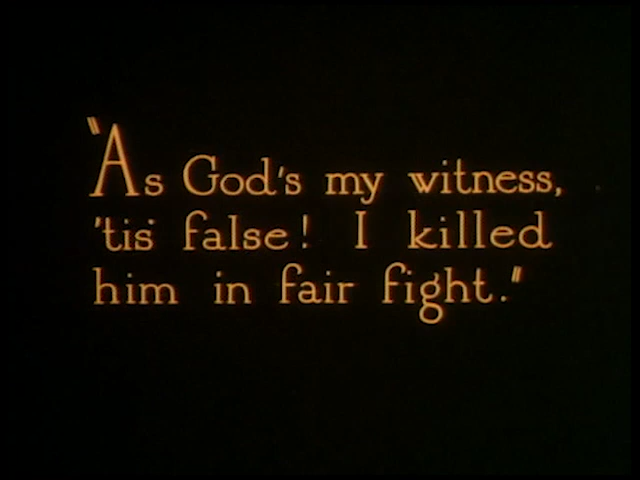 "As God's my witness,
'tis false! I killed
him in fair fight."